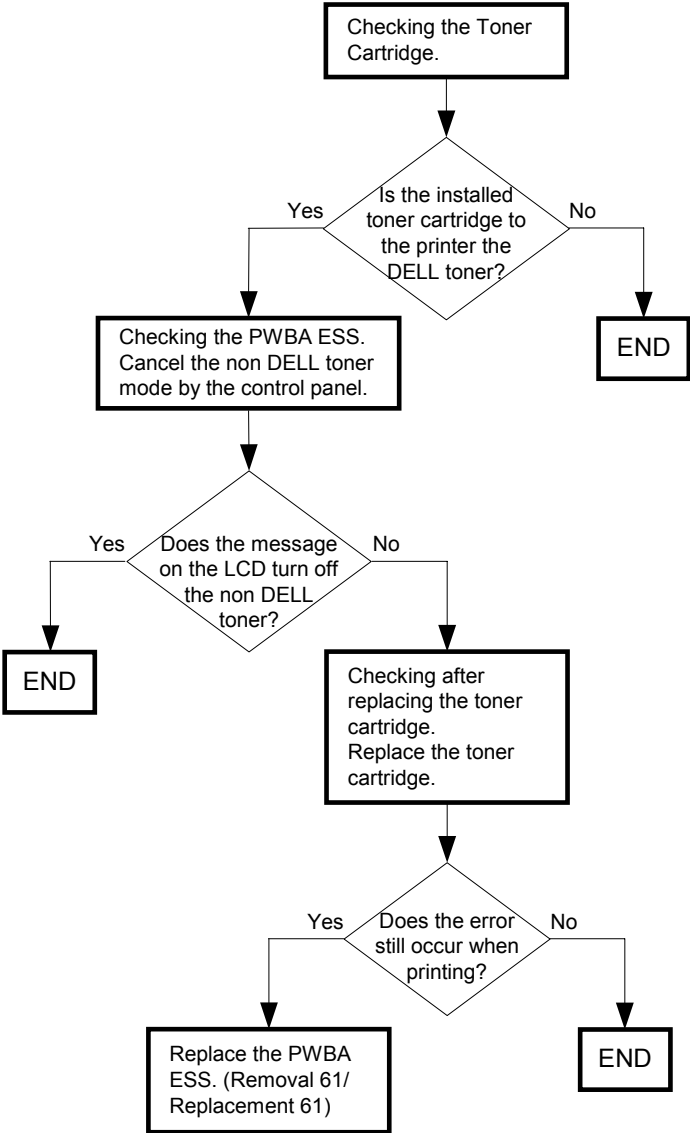 Checking the Toner
Cartridge.
Is the installed
toner cartridge to
the printer the
DELL toner?
Yes
No
Checking the PWBA ESS.
Cancel the non DELL toner
mode by the control panel.
END
Does the message
on the LCD turn off
the non DELL
toner?
Yes
No
END
Checking after
replacing the toner
cartridge.
Replace the toner
cartridge.
Does the error
still occur when
printing?
Yes
No
Replace the PWBA
ESS. (Removal 61/
Replacement 61)
END